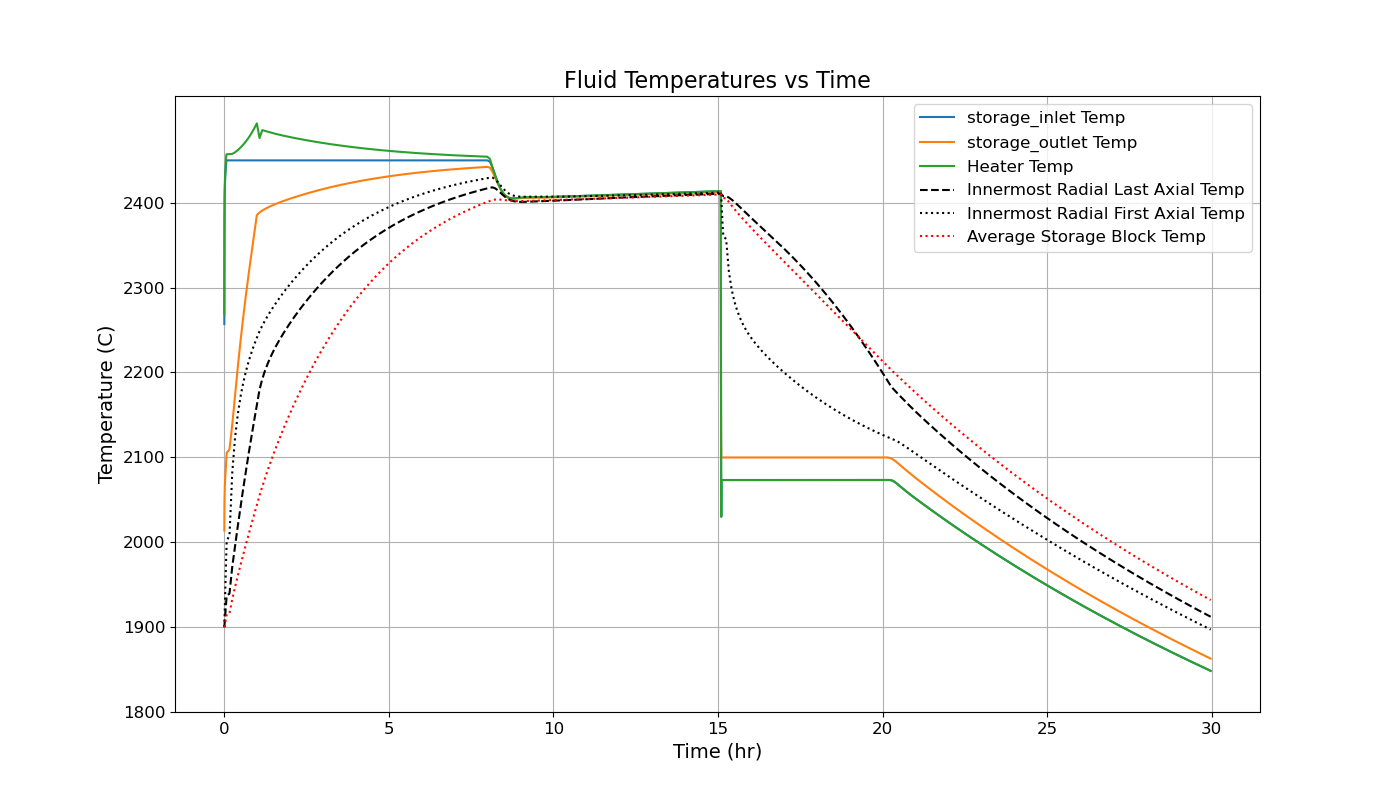 Fluid Temperatures vs Time
storage_inlet Temp
storage_outlet Temp
Heater Temp
Innermost Radial Last Axial Temp
Innermost Radial First Axial Temp
Average Storage Block Temp
Temperature (C)
2400
2300
2200
2100
2000
1900
1800
0 5 10 15 20 25 30
Time (hr)